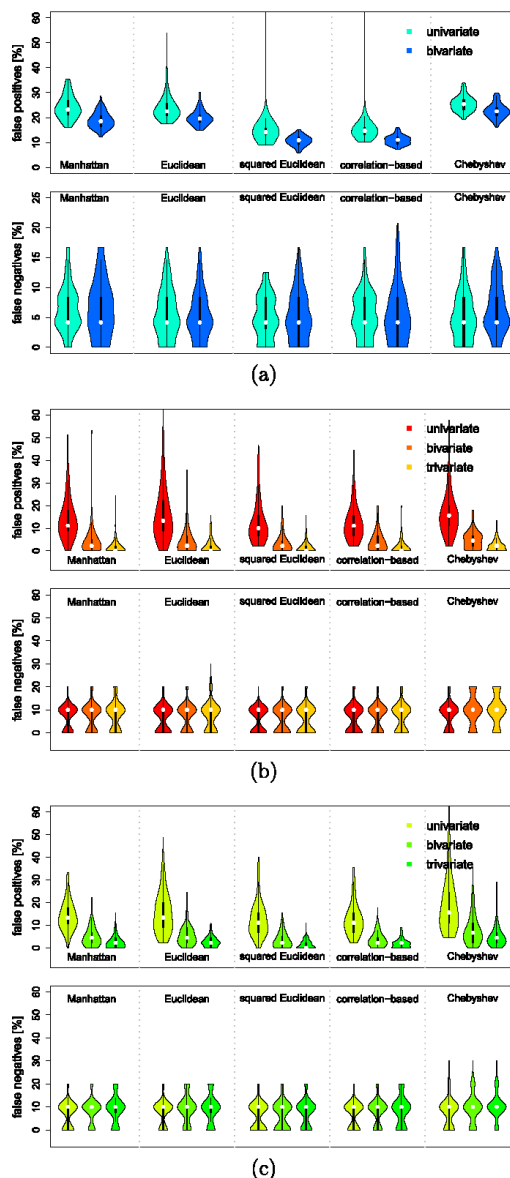 false positives [%]
0 10 20 30 40 50 60
univariate
bivariate
Manhattan Euclidean squared Euclidean correlation-based Chebyshev
false negatives [%]
0 5 10 15 20 25
Manhattan Euclidean squared Euclidean correlation-based Chebyshev
(a)
false positives [%]
0 10 20 30 40 50 60
univariate
bivariate
trivariate
Manhattan Euclidean squared Euclidean correlation-based Chebyshev
false negatives [%]
0 10 20 30 40 50 60
Manhattan Euclidean squared Euclidean correlation-based Chebyshev
(b)
false positives [%]
0 10 20 30 40 50 60
univariate
bivariate
trivariate
Manhattan Euclidean squared Euclidean correlation-based Chebyshev
false negatives [%]
0 10 20 30 40 50 60
Manhattan Euclidean squared Euclidean correlation-based Chebyshev
(c)